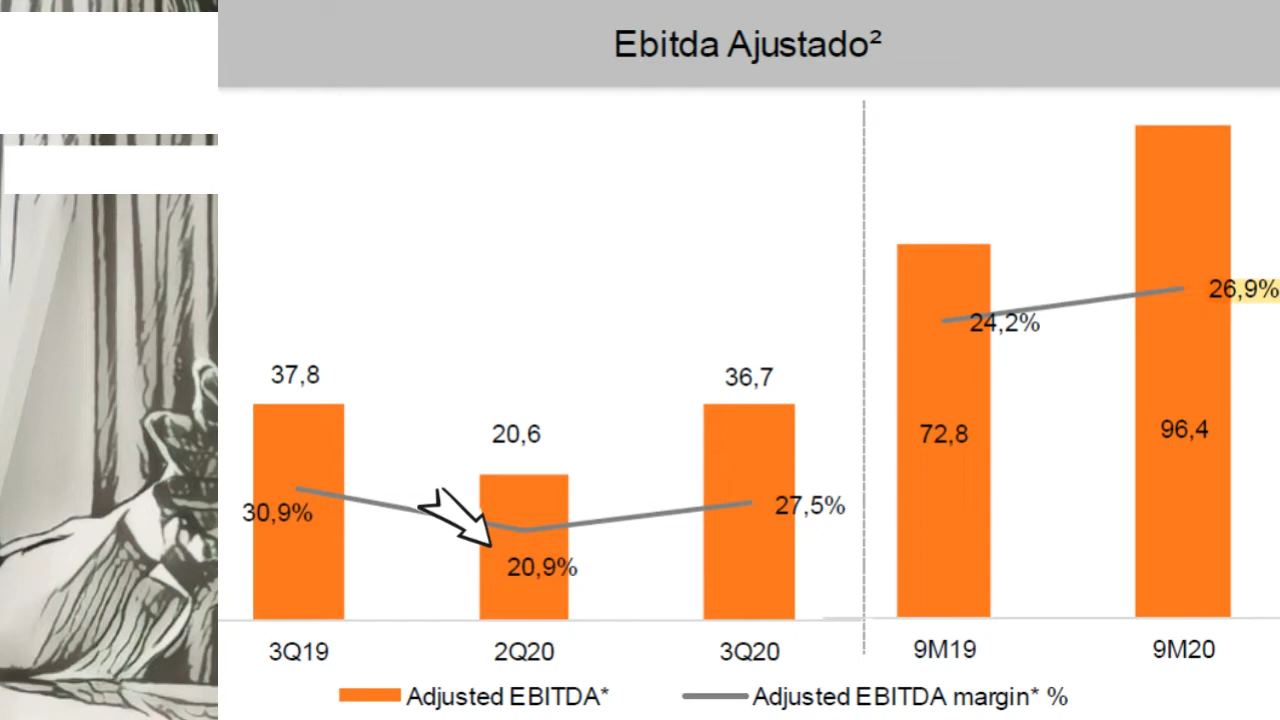 Ebitda Ajustado²
37,8
20,6
36,7
30,9%
20,9%
27,5%
24,2%
26,9%
72,8
96,4
3Q19
2Q20
3Q20
9M19
9M20
Adjusted EBITDA*
Adjusted EBITDA margin* %